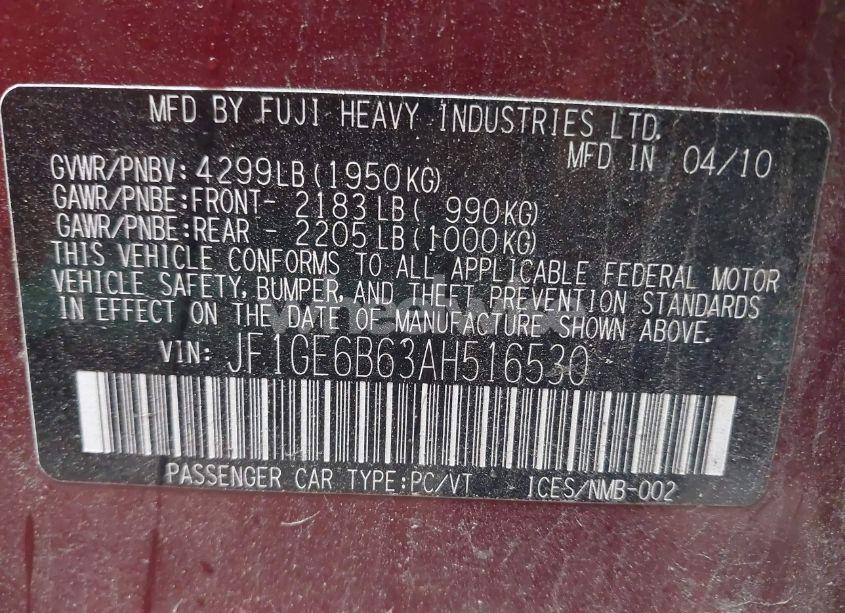 MFD BY FUJI HEAVY INDUSTRIES LTD.
MFD IN 04/10
GVWR/PNBV: 4299LB(1950KG)
GAWR/PNBE:FRONT- 2183LB( 990KG)
GAWR/PNBE:REAR - 2205LB(1000KG)
THIS VEHICLE CONFORMS TO ALL APPLICABLE FEDERAL MOTOR
VEHICLE SAFETY, BUMPER, AND THEFT PREVENTION STANDARDS
IN EFFECT ON THE DATE OF MANUFACTURE SHOWN ABOVE.
VIN: JF1GE6B63AH516530
PASSENGER CAR TYPE:PC/VT ICES/NMB-002